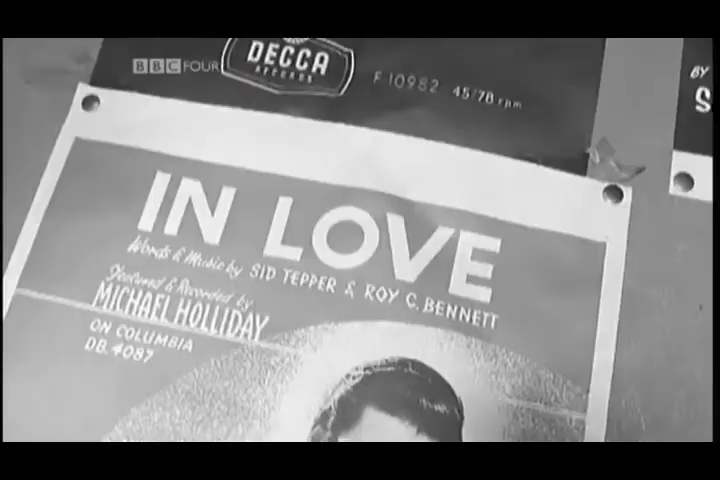 BBC FOUR
DECCA
RECORDS
F 10982 45/78 rpm
BY
S
IN LOVE
Words & Music by SID TEPPER & ROY C. BENNETT
Featured & Recorded by
MICHAEL HOLLIDAY
ON COLUMBIA
DB. 4087